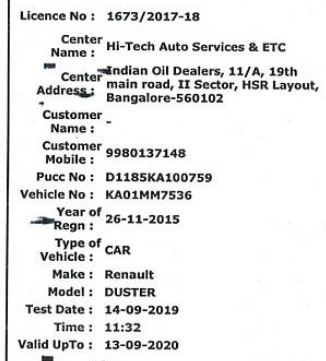 Licence No : 1673/2017-18
Center Name : Hi-Tech Auto Services & ETC
Center Address : Indian Oil Dealers, 11/A, 19th
main road, II Sector, HSR Layout,
Bangalore-560102
Customer Name : -
Customer Mobile : 9980137148
Pucc No : D1185KA100759
Vehicle No : KA01MM7536
Year of Regn : 26-11-2015
Type of Vehicle : CAR
Make : Renault
Model : DUSTER
Test Date : 14-09-2019
Time : 11:32
Valid UpTo : 13-09-2020